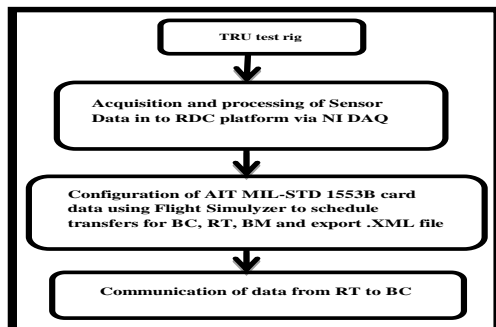 TRU test rig
Acquisition and processing of Sensor
Data in to RDC platform via NI DAQ
Configuration of AIT MIL-STD 1553B card
data using Flight Simulyzer to schedule
transfers for BC, RT, BM and export .XML file
Communication of data from RT to BC